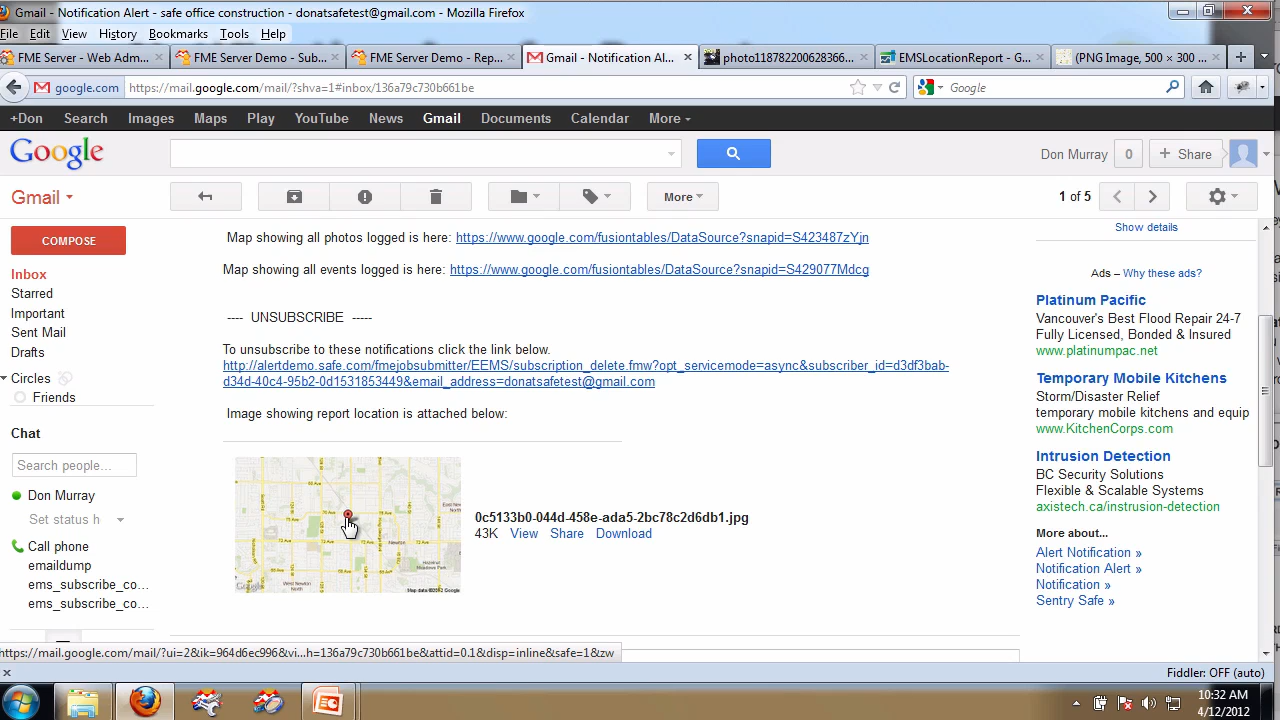 Gmail - Notification Alert - safe office construction - donatsafetest@gmail.com - Mozilla Firefox
File Edit View History Bookmarks Tools Help
FME Server - Web Adm... FME Server Demo - Sub... FME Server Demo - Rep... Gmail - Notification Al... photo118782200628366... EMSLocationReport - G... (PNG Image, 500 × 300 ...
google.com https://mail.google.com/mail/?shva=1#inbox/136a79c730b661be Google
+Don Search Images Maps Play YouTube News Gmail Documents Calendar More
Google Don Murray 0 + Share
Gmail More 1 of 5
COMPOSE
Inbox
Starred
Important
Sent Mail
Drafts
Circles
Friends
Chat
Search people...
Don Murray
Set status h
Call phone
emaildump
ems_subscribe_co...
ems_subscribe_co...
Map showing all photos logged is here: https://www.google.com/fusiontables/DataSource?snapid=S423487zYjn
Map showing all events logged is here: https://www.google.com/fusiontables/DataSource?snapid=S429077Mdcg
---- UNSUBSCRIBE -----
To unsubscribe to these notifications click the link below.
http://alertdemo.safe.com/fmejobsubmitter/EEMS/subscription_delete.fmw?opt_servicemode=async&subscriber_id=d3df3bab-
d34d-40c4-95b2-0d1531853449&email_address=donatsafetest@gmail.com
Image showing report location is attached below:
Newton
West Newton
North
Google
Map data ©2012 Google
0c5133b0-044d-458e-ada5-2bc78c2d6db1.jpg
43K View Share Download
Show details
Ads – Why these ads?
Platinum Pacific
Vancouver's Best Flood Repair 24-7
Fully Licensed, Bonded & Insured
www.platinumpac.net
Temporary Mobile Kitchens
Storm/Disaster Relief
temporary mobile kitchens and equip
www.KitchenCorps.com
Intrusion Detection
BC Security Solutions
Flexible & Scalable Systems
axistech.ca/instrusion-detection
More about...
Alert Notification »
Notification Alert »
Notification »
Sentry Safe »
https://mail.google.com/mail/?ui=2&ik=964d6ec996&vi...h=136a79c730b661be&attid=0.1&disp=inline&safe=1&zw
Fiddler: OFF (auto)
10:32 AM
4/12/2012